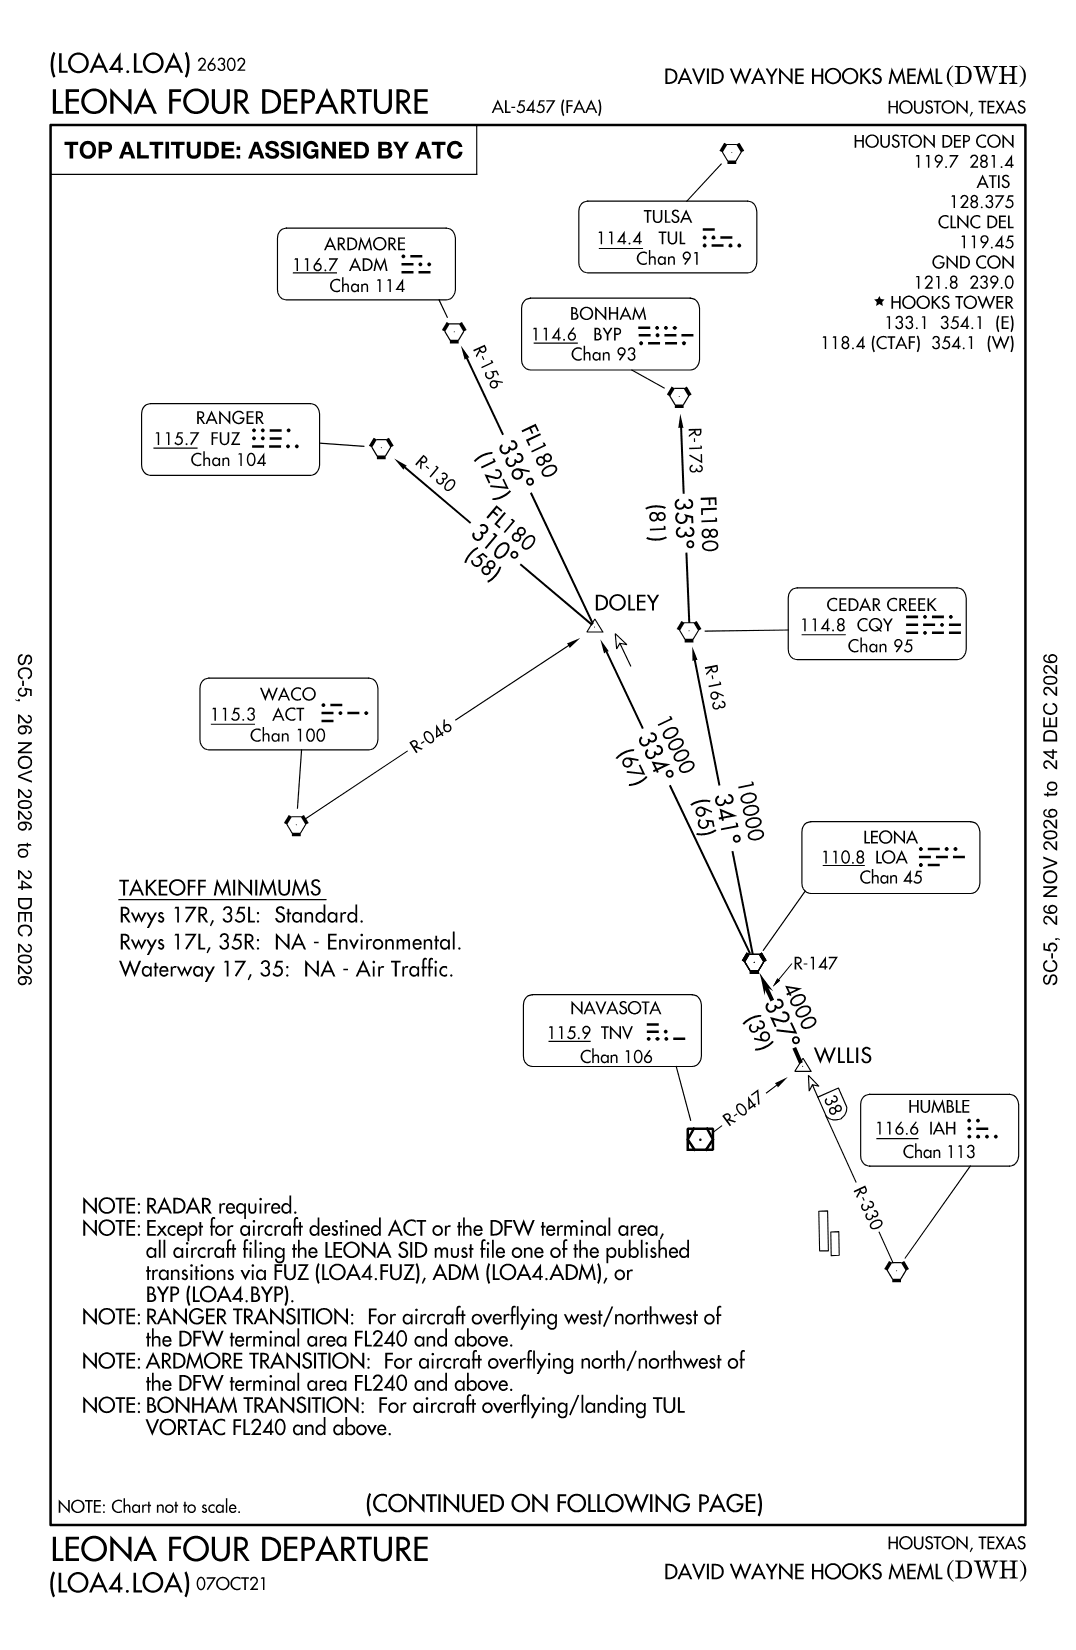 (LOA4.LOA) 26302
LEONA FOUR DEPARTURE
AL-5457 (FAA)
DAVID WAYNE HOOKS MEML (DWH)
HOUSTON, TEXAS
TOP ALTITUDE: ASSIGNED BY ATC
HOUSTON DEP CON
119.7 281.4
ATIS
128.375
CLNC DEL
119.45
GND CON
121.8 239.0
★ HOOKS TOWER
133.1 354.1 (E)
118.4 (CTAF) 354.1 (W)
TULSA
114.4 TUL
Chan 91
ARDMORE
116.7 ADM
Chan 114
BONHAM
114.6 BYP
Chan 93
RANGER
115.7 FUZ
Chan 104
R-156
FL180
336°
(127)
R-130
FL180
310°
(58)
R-173
FL180
353°
(81)
DOLEY
CEDAR CREEK
114.8 CQY
Chan 95
WACO
115.3 ACT
Chan 100
R-046
R-163
10000
334°
(67)
10000
341°
(65)
LEONA
110.8 LOA
Chan 45
TAKEOFF MINIMUMS
Rwys 17R, 35L: Standard.
Rwys 17L, 35R: NA - Environmental.
Waterway 17, 35: NA - Air Traffic.
R-147
4000
327°
(39)
NAVASOTA
115.9 TNV
Chan 106
WLLIS
R-047
38
HUMBLE
116.6 IAH
Chan 113
R-330
NOTE: RADAR required.
NOTE: Except for aircraft destined ACT or the DFW terminal area,
all aircraft filing the LEONA SID must file one of the published
transitions via FUZ (LOA4.FUZ), ADM (LOA4.ADM), or
BYP (LOA4.BYP).
NOTE: RANGER TRANSITION: For aircraft overflying west/northwest of
the DFW terminal area FL240 and above.
NOTE: ARDMORE TRANSITION: For aircraft overflying north/northwest of
the DFW terminal area FL240 and above.
NOTE: BONHAM TRANSITION: For aircraft overflying/landing TUL
VORTAC FL240 and above.
NOTE: Chart not to scale.
(CONTINUED ON FOLLOWING PAGE)
SC-5, 26 NOV 2026 to 24 DEC 2026
SC-5, 26 NOV 2026 to 24 DEC 2026
LEONA FOUR DEPARTURE
(LOA4.LOA) 07OCT21
HOUSTON, TEXAS
DAVID WAYNE HOOKS MEML (DWH)